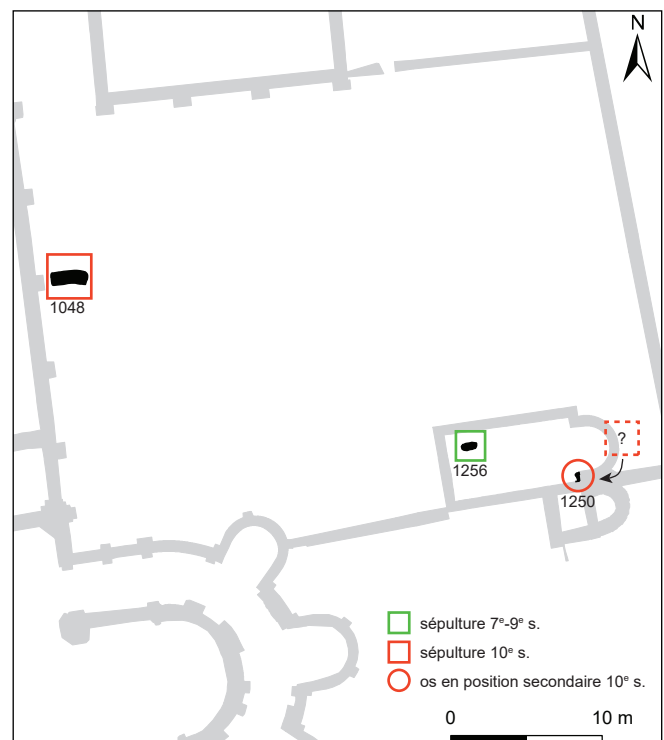 N
1048
?
1256
1250
sépulture 7e-9e s.
sépulture 10e s.
os en position secondaire 10e s.
0 10 m